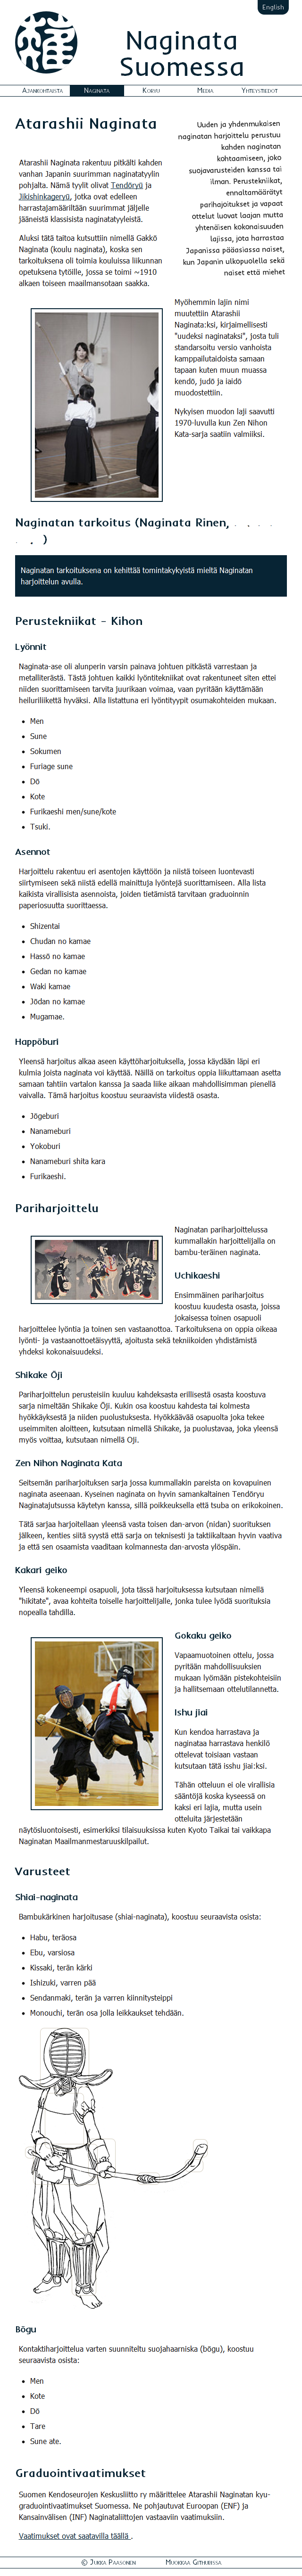 English
Naginata
Suomessa
Ajankohtaista Naginata Koryu Media Yhteystiedot
Atarashii Naginata
Uuden ja yhdenmukaisen
naginatan harjoittelu perustuu
kahden naginatan
kohtaamiseen, joko
suojavarusteiden kanssa tai
ilman. Perustekniikat,
ennaltamäärätyt
parihajoitukset ja vapaat
ottelut luovat laajan mutta
yhtenäisen kokonaisuuden
lajissa, jota harrastaa
Japanissa pääasiassa naiset,
kun Japanin ulkopuolella sekä
naiset että miehet
Atarashii Naginata rakentuu pitkälti kahden
vanhan Japanin suurimman naginatatyylin
pohjalta. Nämä tyylit olivat Tendōryū ja
Jikishinkageryū, jotka ovat edelleen
harrastajamääriltään suurimmat jäljelle
jääneistä klassisista naginatatyyleistä.
Aluksi tätä taitoa kutsuttiin nimellä Gakkō
Naginata (koulu naginata), koska sen
tarkoituksena oli toimia kouluissa liikunnan
opetuksena tytöille, jossa se toimi ~1910
alkaen toiseen maailmansotaan saakka.
Myöhemmin lajin nimi
muutettiin Atarashii
Naginata:ksi, kirjaimellisesti
"uudeksi naginataksi", josta tuli
standarsoitu versio vanhoista
kamppailutaidoista samaan
tapaan kuten muun muassa
kendō, judō ja iaidō
muodostettiin.
Nykyisen muodon laji saavutti
1970-luvulla kun Zen Nihon
Kata-sarja saatiin valmiiksi.
Naginatan tarkoitus (Naginata Rinen,
)
Naginatan tarkoituksena on kehittää tomintakykyistä mieltä Naginatan
harjoittelun avulla.
Perustekniikat - Kihon
Lyönnit
Naginata-ase oli alunperin varsin painava johtuen pitkästä varrestaan ja
metalliterästä. Tästä johtuen kaikki lyöntitekniikat ovat rakentuneet siten ettei
niiden suorittamiseen tarvita juurikaan voimaa, vaan pyritään käyttämään
heiluriliikettä hyväksi. Alla listattuna eri lyöntityypit osumakohteiden mukaan.
• Men
• Sune
• Sokumen
• Furiage sune
• Dō
• Kote
• Furikaeshi men/sune/kote
• Tsuki.
Asennot
Harjoittelu rakentuu eri asentojen käyttöön ja niistä toiseen luontevasti
siirtymiseen sekä niistä edellä mainittuja lyöntejä suorittamiseen. Alla lista
kaikista virallisista asennoista, joiden tietämistä tarvitaan graduoinnin
paperiosuutta suorittaessa.
• Shizentai
• Chudan no kamae
• Hassō no kamae
• Gedan no kamae
• Waki kamae
• Jōdan no kamae
• Mugamae.
Happōburi
Yleensä harjoitus alkaa aseen käyttöharjoituksella, jossa käydään läpi eri
kulmia joista naginata voi käyttää. Näillä on tarkoitus oppia liikuttamaan asetta
samaan tahtiin vartalon kanssa ja saada liike aikaan mahdollisimman pienellä
vaivalla. Tämä harjoitus koostuu seuraavista viidestä osasta.
• Jōgeburi
• Nanameburi
• Yokoburi
• Nanameburi shita kara
• Furikaeshi.
Pariharjoittelu
Naginatan pariharjoittelussa
kummallakin harjoittelijalla on
bambu-teräinen naginata.
Uchikaeshi
Ensimmäinen pariharjoitus
koostuu kuudesta osasta, joissa
jokaisessa toinen osapuoli
harjoittelee lyöntia ja toinen sen vastaanottoa. Tarkoituksena on oppia oikeaa
lyönti- ja vastaanottoetäisyyttä, ajoitusta sekä tekniikoiden yhdistämistä
yhdeksi kokonaisuudeksi.
Shikake Ōji
Pariharjoittelun perusteisiin kuuluu kahdeksasta erillisestä osasta koostuva
sarja nimeltään Shikake Ōji. Kukin osa koostuu kahdesta tai kolmesta
hyökkäyksestä ja niiden puolustuksesta. Hyökkäävää osapuolta joka tekee
useimmiten aloitteen, kutsutaan nimellä Shikake, ja puolustavaa, joka yleensä
myös voittaa, kutsutaan nimellä Oji.
Zen Nihon Naginata Kata
Seitsemän pariharjoituksen sarja jossa kummallakin pareista on kovapuinen
naginata aseenaan. Kyseinen naginata on hyvin samankaltainen Tendōryu
Naginatajutsussa käytetyn kanssa, sillä poikkeuksella että tsuba on erikokoinen.
Tätä sarjaa harjoitellaan yleensä vasta toisen dan-arvon (nidan) suorituksen
jälkeen, kenties siitä syystä että sarja on teknisesti ja taktiikaltaan hyvin vaativa
ja että sen osaamista vaaditaan kolmannesta dan-arvosta ylöspäin.
Kakari geiko
Yleensä kokeneempi osapuoli, jota tässä harjoituksessa kutsutaan nimellä
"hikitate", avaa kohteita toiselle harjoittelijalle, jonka tulee lyödä suorituksia
nopealla tahdilla.
Gokaku geiko
Vapaamuotoinen ottelu, jossa
pyritään mahdollisuuksien
mukaan lyömään pistekohteisiin
ja hallitsemaan ottelutilannetta.
Ishu jiai
Kun kendoa harrastava ja
naginataa harrastava henkilö
ottelevat toisiaan vastaan
kutsutaan tätä isshu jiai:ksi.
Tähän otteluun ei ole virallisia
sääntöjä koska kyseessä on
kaksi eri lajia, mutta usein
otteluita järjestetään
näytösluontoisesti, esimerkiksi tilaisuuksissa kuten Kyoto Taikai tai vaikkapa
Naginatan Maailmanmestaruuskilpailut.
Varusteet
Shiai-naginata
Bambukärkinen harjoitusase (shiai-naginata), koostuu seuraavista osista:
• Habu, teräosa
• Ebu, varsiosa
• Kissaki, terän kärki
• Ishizuki, varren pää
• Sendanmaki, terän ja varren kiinnitysteippi
• Monouchi, terän osa jolla leikkaukset tehdään.
Bōgu
Kontaktiharjoittelua varten suunniteltu suojahaarniska (bōgu), koostuu
seuraavista osista:
• Men
• Kote
• Dō
• Tare
• Sune ate.
Graduointivaatimukset
Suomen Kendoseurojen Keskusliitto ry määrittelee Atarashii Naginatan kyu-
graduointivaatimukset Suomessa. Ne pohjautuvat Euroopan (ENF) ja
Kansainvälisen (INF) Naginataliittojen vastaaviin vaatimuksiin.
Vaatimukset ovat saatavilla täällä .
© Jukka Paasonen Muokkaa Githubissa